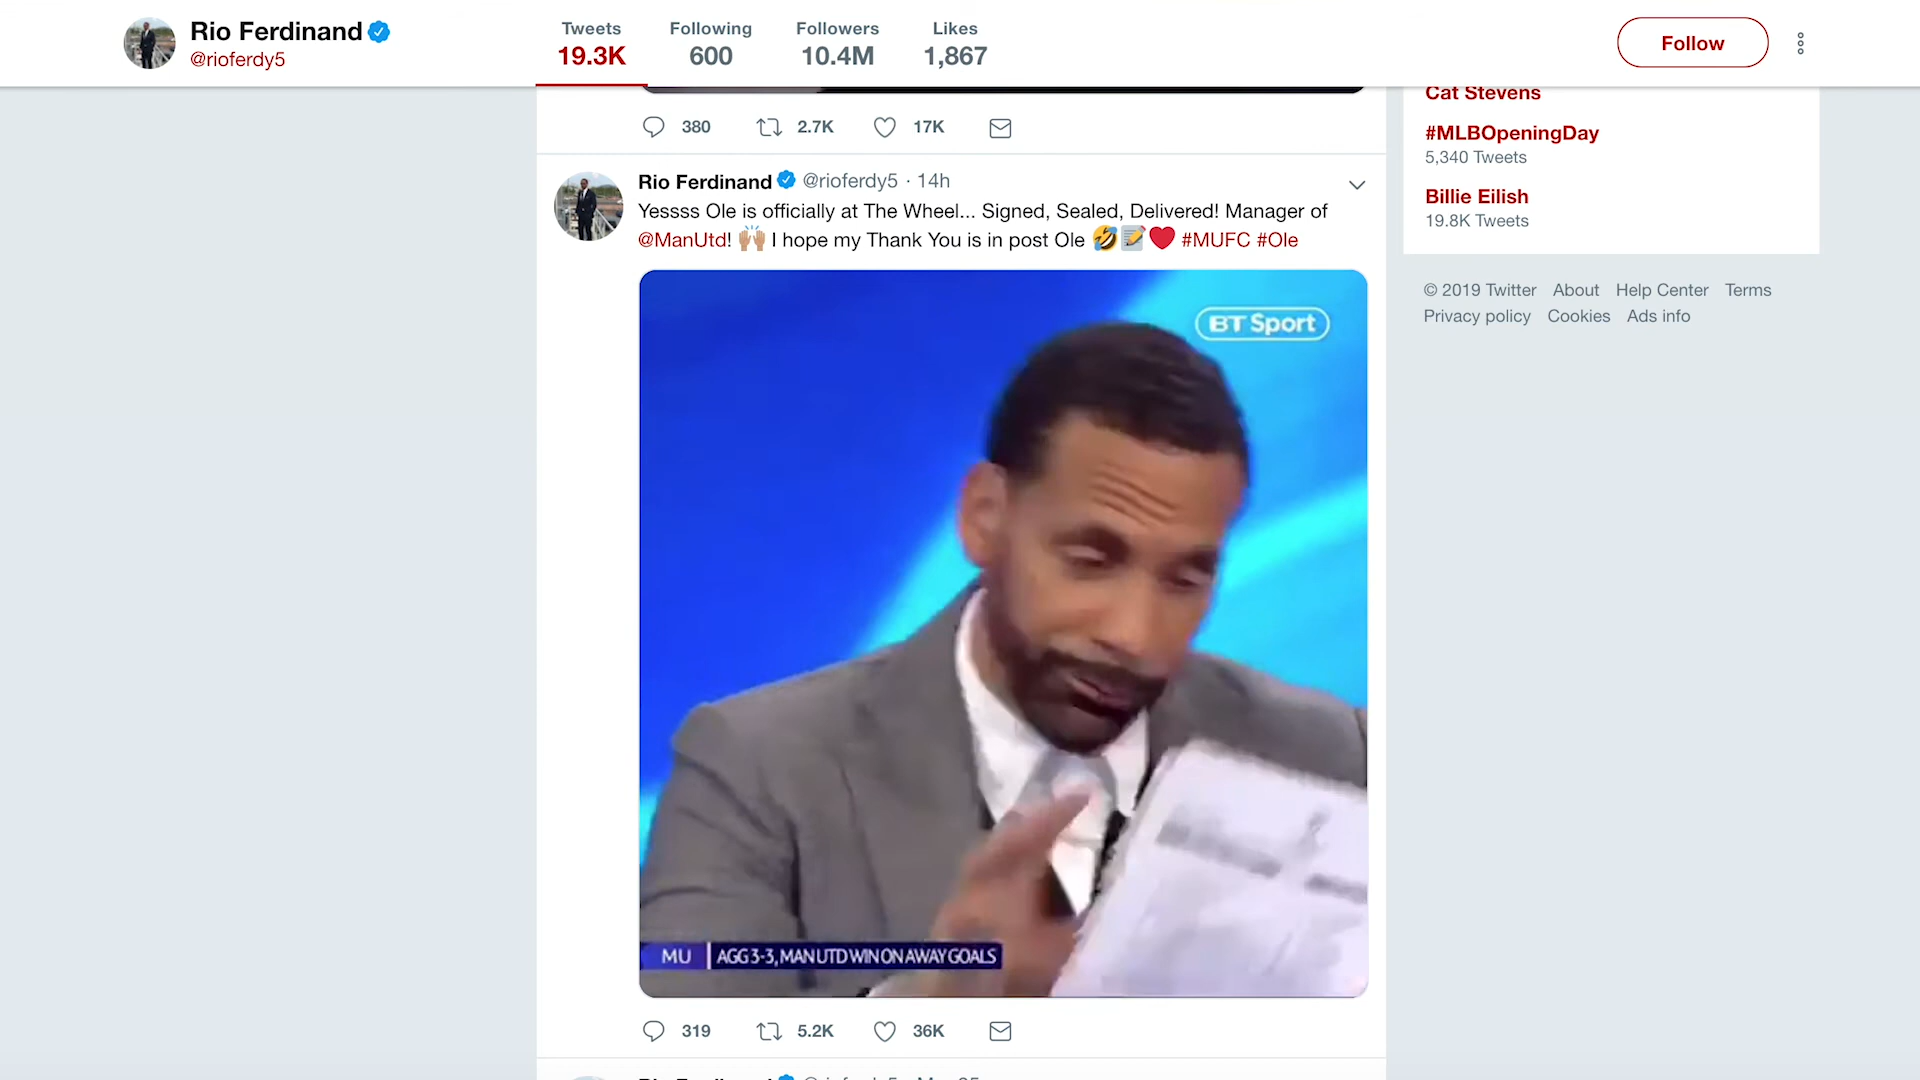 Rio Ferdinand
@rioferdy5
Tweets
19.3K
Following
600
Followers
10.4M
Likes
1,867
Follow
380
2.7K
17K
Rio Ferdinand @rioferdy5 · 14h
Yessss Ole is officially at The Wheel... Signed, Sealed, Delivered! Manager of
@ManUtd! 🙌🏽 I hope my Thank You is in post Ole 🤣📝❤️ #MUFC #Ole
BT Sport
MU AGG 3-3, MAN UTD WIN ON AWAY GOALS
319
5.2K
36K
Cat Stevens
#MLBOpeningDay
5,340 Tweets
Billie Eilish
19.8K Tweets
© 2019 Twitter About Help Center Terms
Privacy policy Cookies Ads info